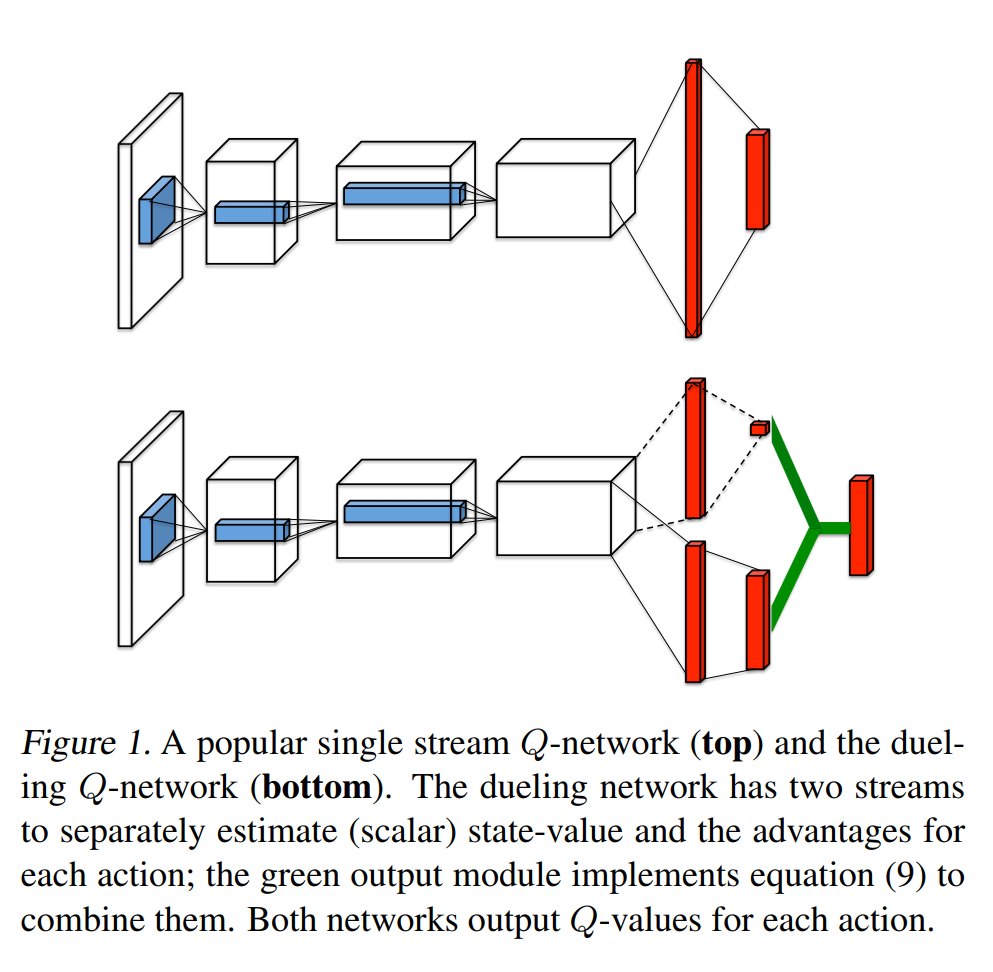 Figure 1. A popular single stream Q-network (top) and the duel-
ing Q-network (bottom). The dueling network has two streams
to separately estimate (scalar) state-value and the advantages for
each action; the green output module implements equation (9) to
combine them. Both networks output Q-values for each action.